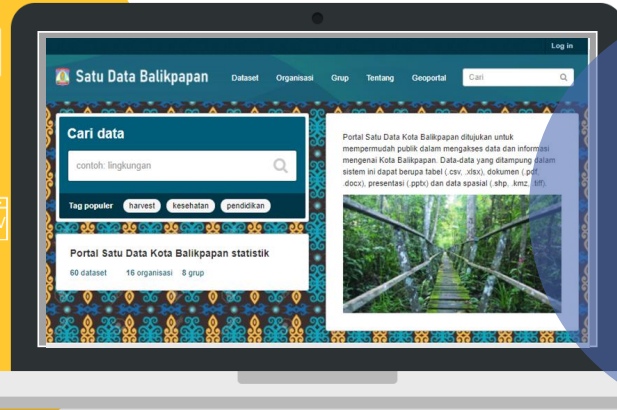 Log in
Satu Data Balikpapan
Dataset Organisasi Grup Tentang Geoportal Cari
Cari data
contoh: lingkungan
Tag populer harvest kesehatan pendidikan
Portal Satu Data Kota Balikpapan statistik
60 dataset 16 organisasi 8 grup
Portal Satu Data Kota Balikpapan ditujukan untuk
mempermudah publik dalam mengakses data dan informasi
mengenai Kota Balikpapan. Data-data yang ditampung dalam
sistem ini dapat berupa tabel (.csv, .xlsx), dokumen (.pdf,
.docx), presentasi (.pptx) dan data spasial (.shp, .kmz, .tiff).